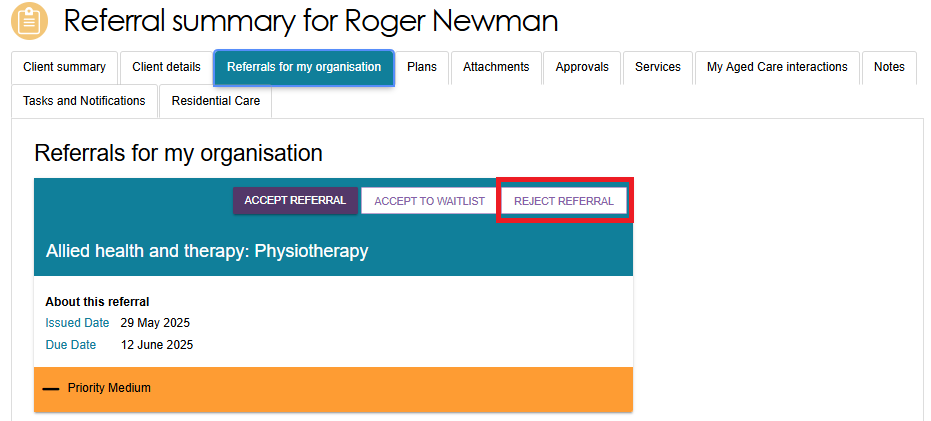 Referral summary for Roger Newman
Client summary Client details Referrals for my organisation Plans Attachments Approvals Services My Aged Care interactions Notes
Tasks and Notifications Residential Care
Referrals for my organisation
ACCEPT REFERRAL ACCEPT TO WAITLIST REJECT REFERRAL
Allied health and therapy: Physiotherapy
About this referral
Issued Date 29 May 2025
Due Date 12 June 2025
Priority Medium